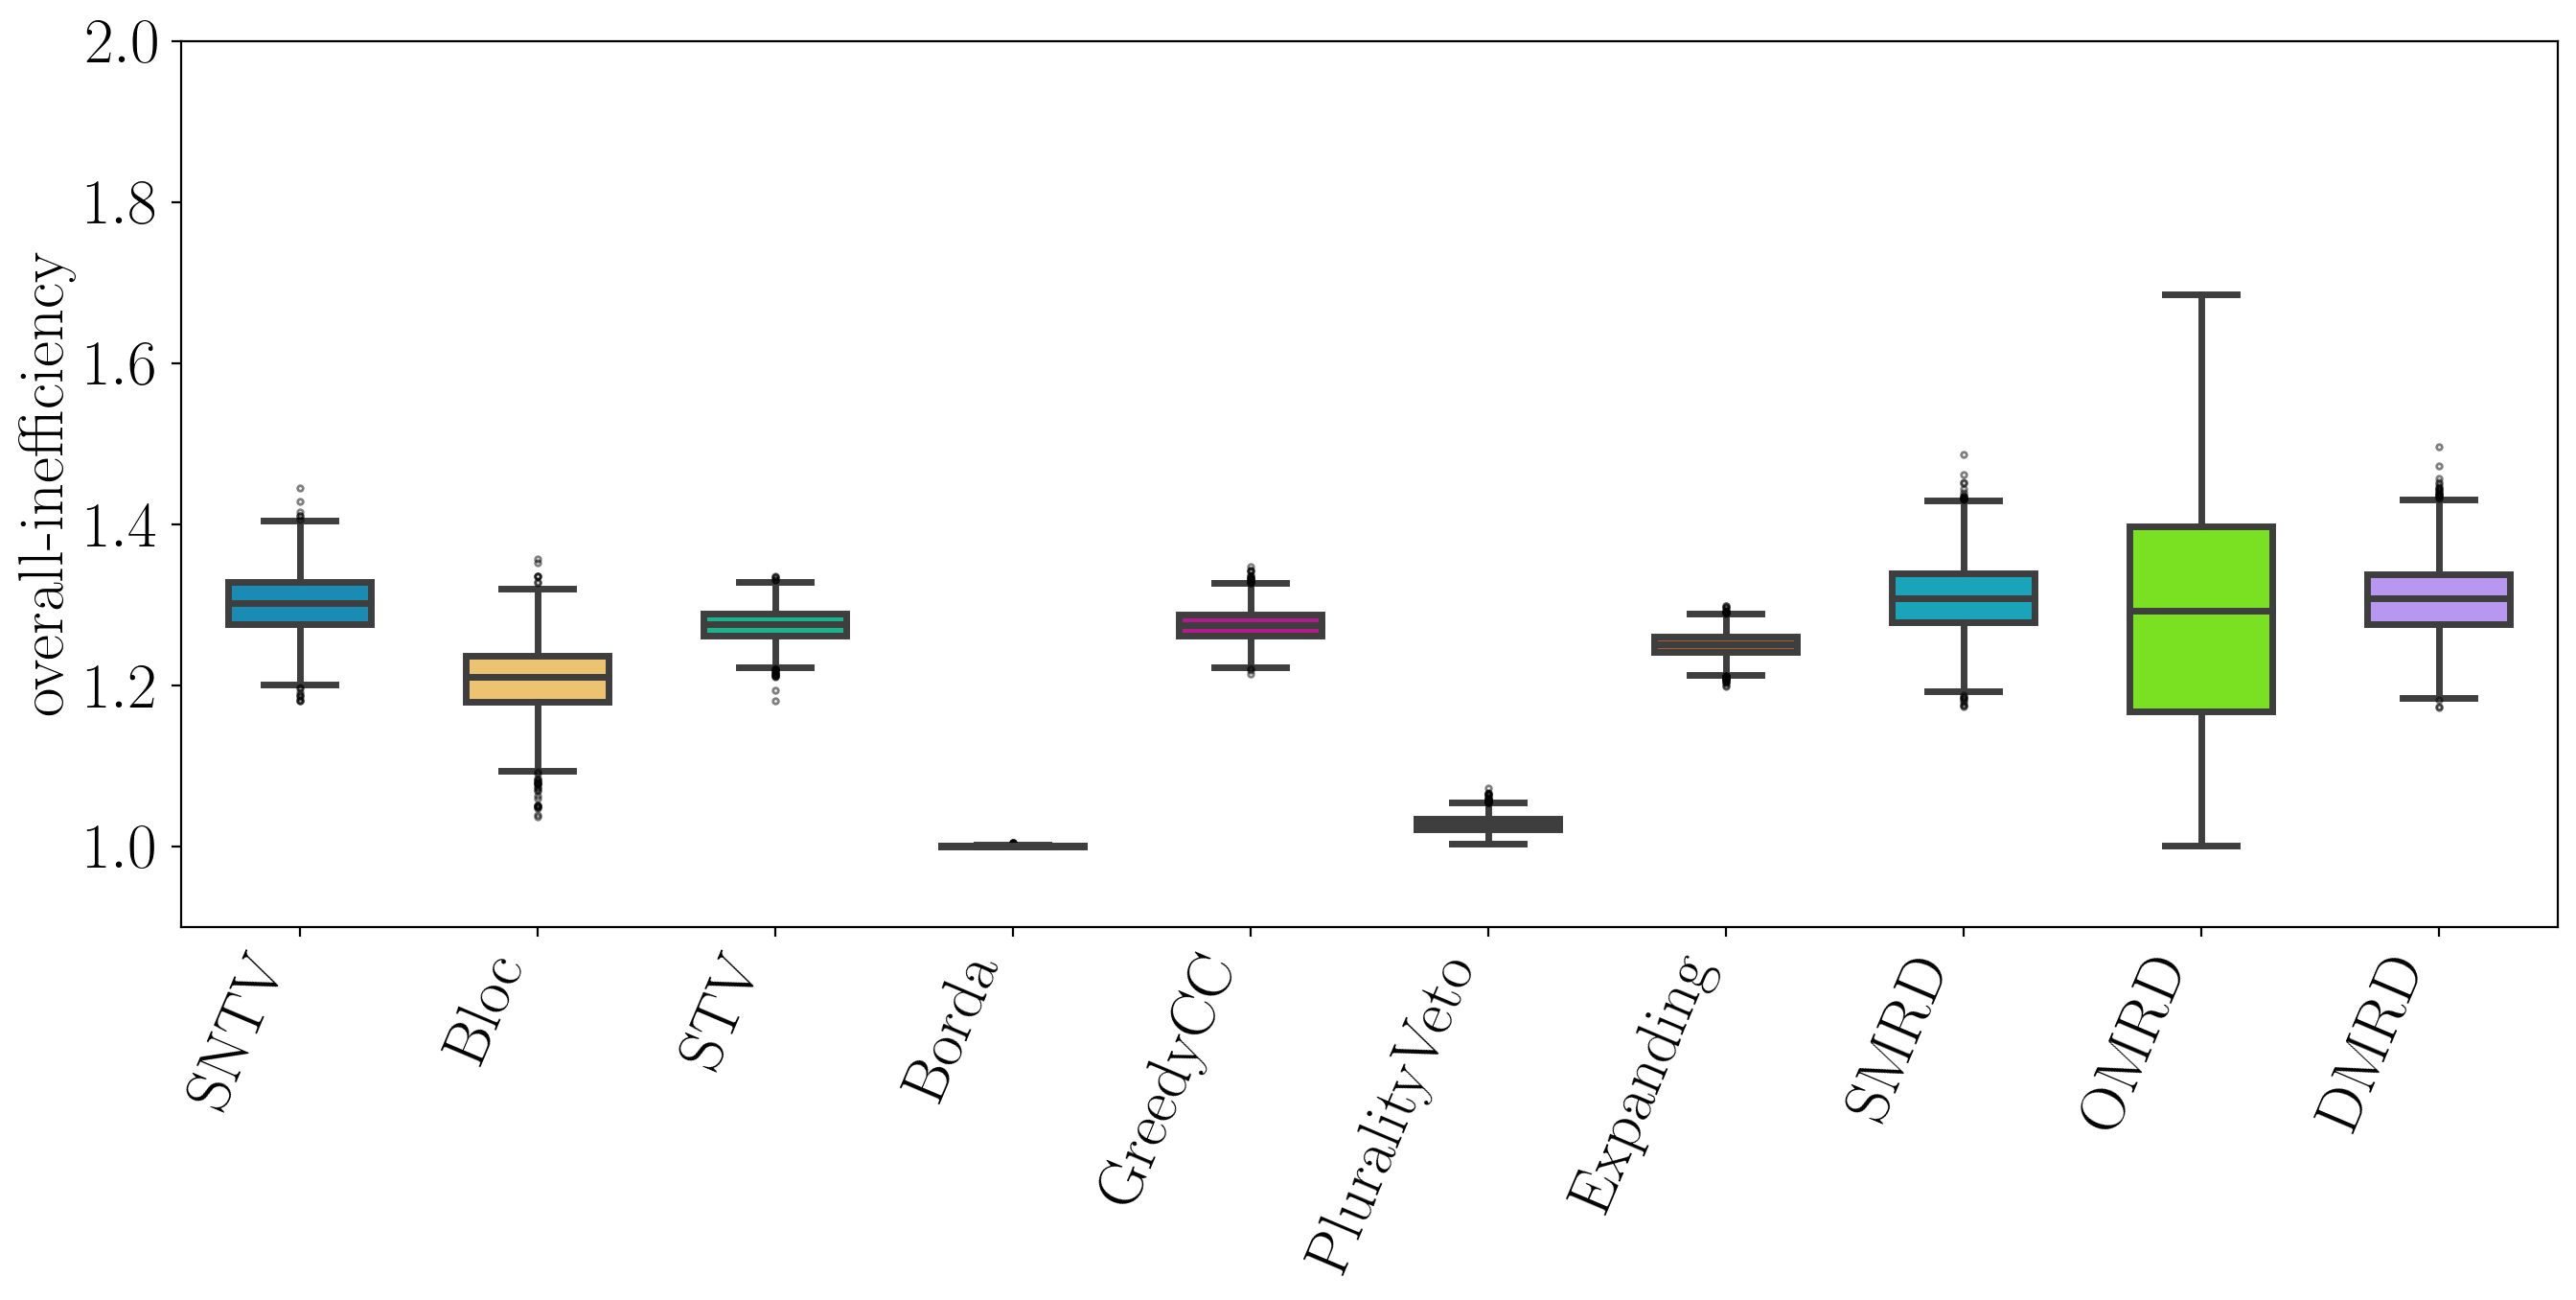 overall-inefficiency
2.0
1.8
1.6
1.4
1.2
1.0
SNTV
Bloc
STV
Borda
GreedyCC
PluralityVeto
Expanding
SMRD
OMRD
DMRD